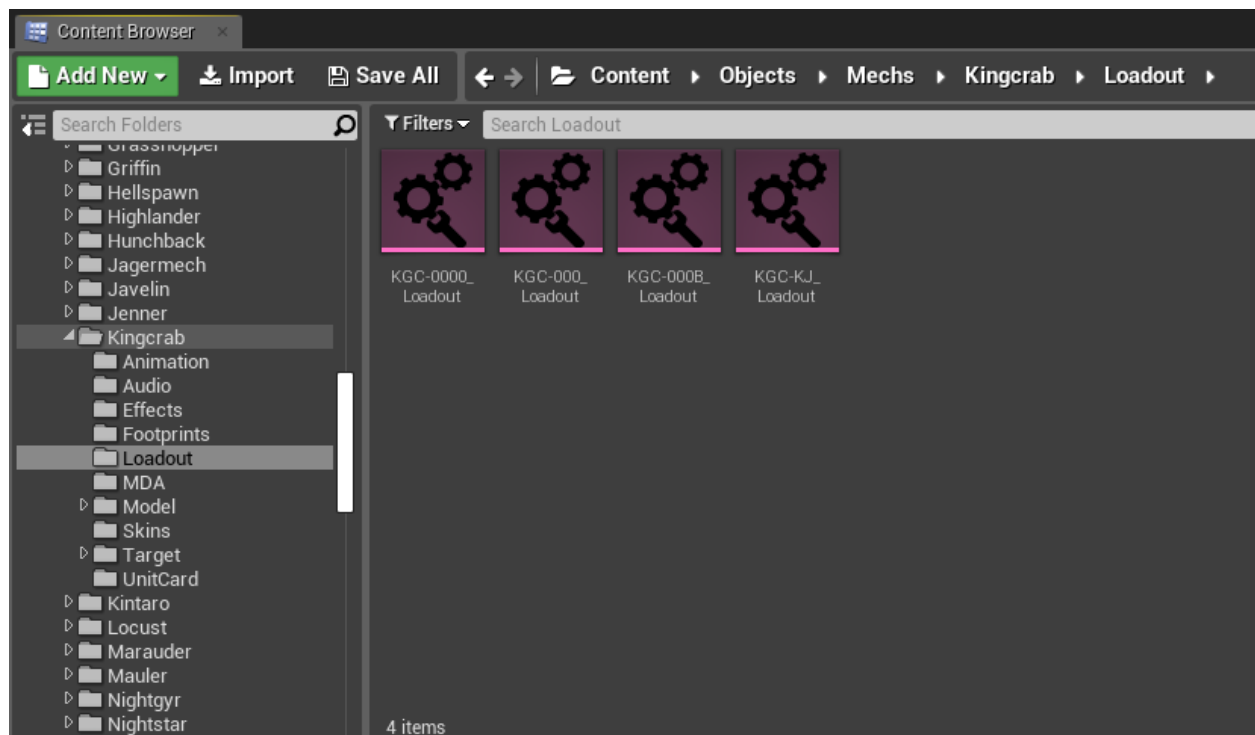 Content Browser
Add New
Import
Save All
Content
Objects
Mechs
Kingcrab
Loadout
Search Folders
Grasshopper
Griffin
Hellspawn
Highlander
Hunchback
Jagermech
Javelin
Jenner
Kingcrab
Animation
Audio
Effects
Footprints
Loadout
MDA
Model
Skins
Target
UnitCard
Kintaro
Locust
Marauder
Mauler
Nightgyr
Nightstar
Filters
Search Loadout
KGC-0000_
Loadout
KGC-000_
Loadout
KGC-000B_
Loadout
KGC-KJ_
Loadout
4 items